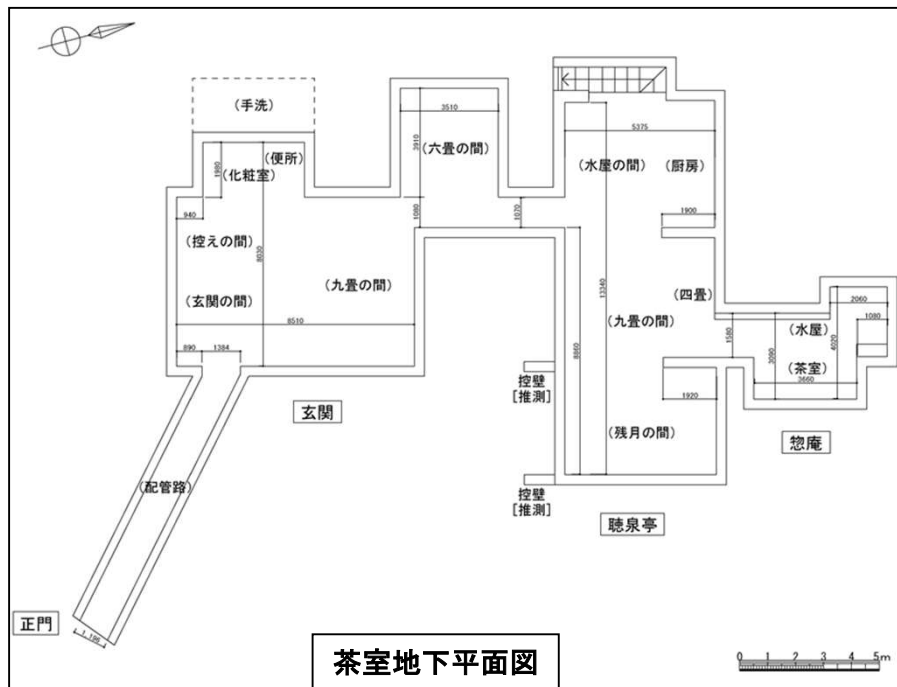 (手洗)
3510
5375
3910
(六畳の間)
(便所)
1980
(化粧室)
(水屋の間)
(厨房)
940
1080
1070
1900
(控えの間)
8030
(玄関の間)
(九畳の間)
13340
(四畳)
8510
(九畳の間)
2060
1080
(水屋)
1580
3090
4020
(茶室)
8860
890
1384
3660
控壁
[推測]
1920
玄関
(残月の間)
惣庵
(配管路)
控壁
[推測]
聴泉亭
正門
1,196
茶室地下平面図
0 1 2 3 4 5m